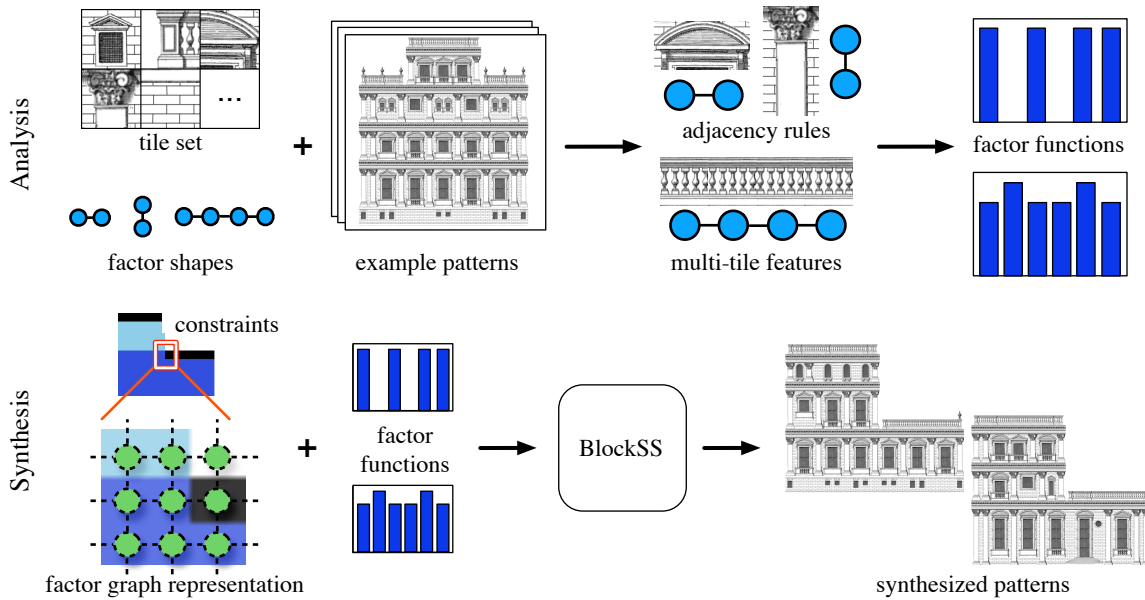 Analysis
...
tile set
+
factor shapes
example patterns
adjacency rules
multi-tile features
factor functions
Synthesis
constraints
+
factor
functions
BlockSS
factor graph representation
synthesized patterns